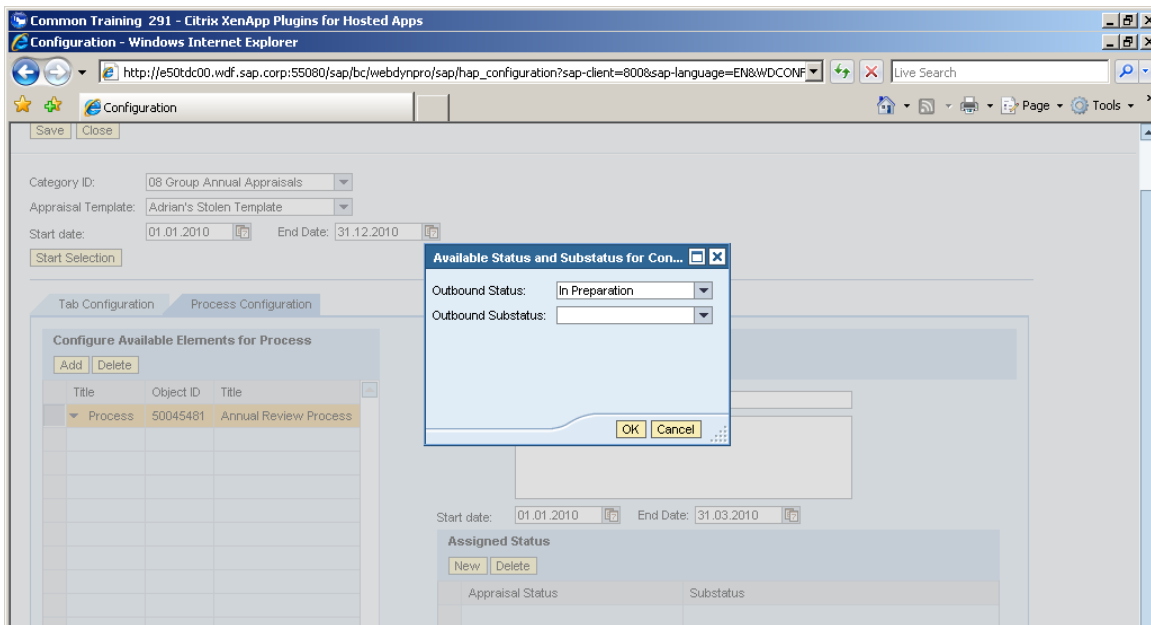 Common Training 291 - Citrix XenApp Plugins for Hosted Apps
Configuration - Windows Internet Explorer
http://e50tdc00.wdf.sap.corp:55080/sap/bc/webdynpro/sap/hap_configuration?sap-client=800&sap-language=EN&WDCONF
Live Search
Configuration
Page
Tools
Save Close
Category ID: 08 Group Annual Appraisals
Appraisal Template: Adrian's Stolen Template
Start date: 01.01.2010 End Date: 31.12.2010
Start Selection
Available Status and Substatus for Con...
Outbound Status: In Preparation
Outbound Substatus:
OK Cancel
Tab Configuration Process Configuration
Configure Available Elements for Process
Add Delete
Title Object ID Title
Process 50045481 Annual Review Process
Start date: 01.01.2010 End Date: 31.03.2010
Assigned Status
New Delete
Appraisal Status Substatus